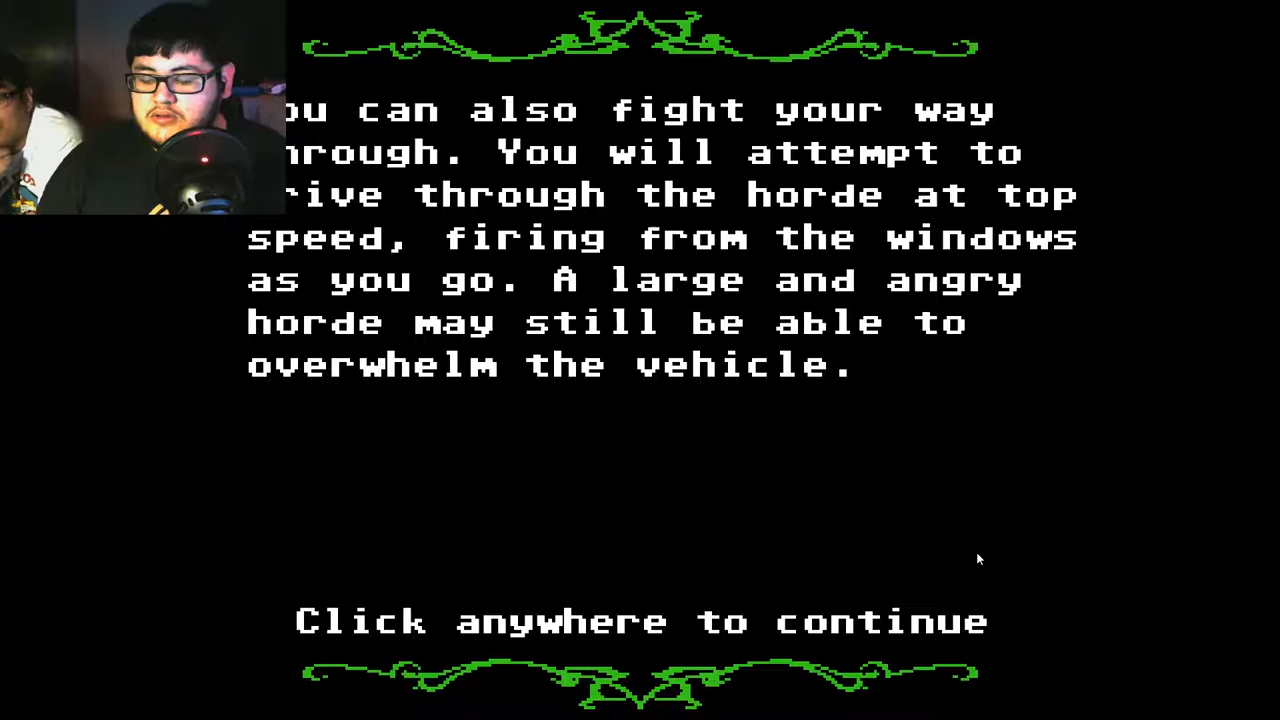 ou can also fight your way
hrough. You will attempt to
rive through the horde at top
speed, firing from the windows
as you go. A large and angry
horde may still be able to
overwhelm the vehicle.
Click anywhere to continue